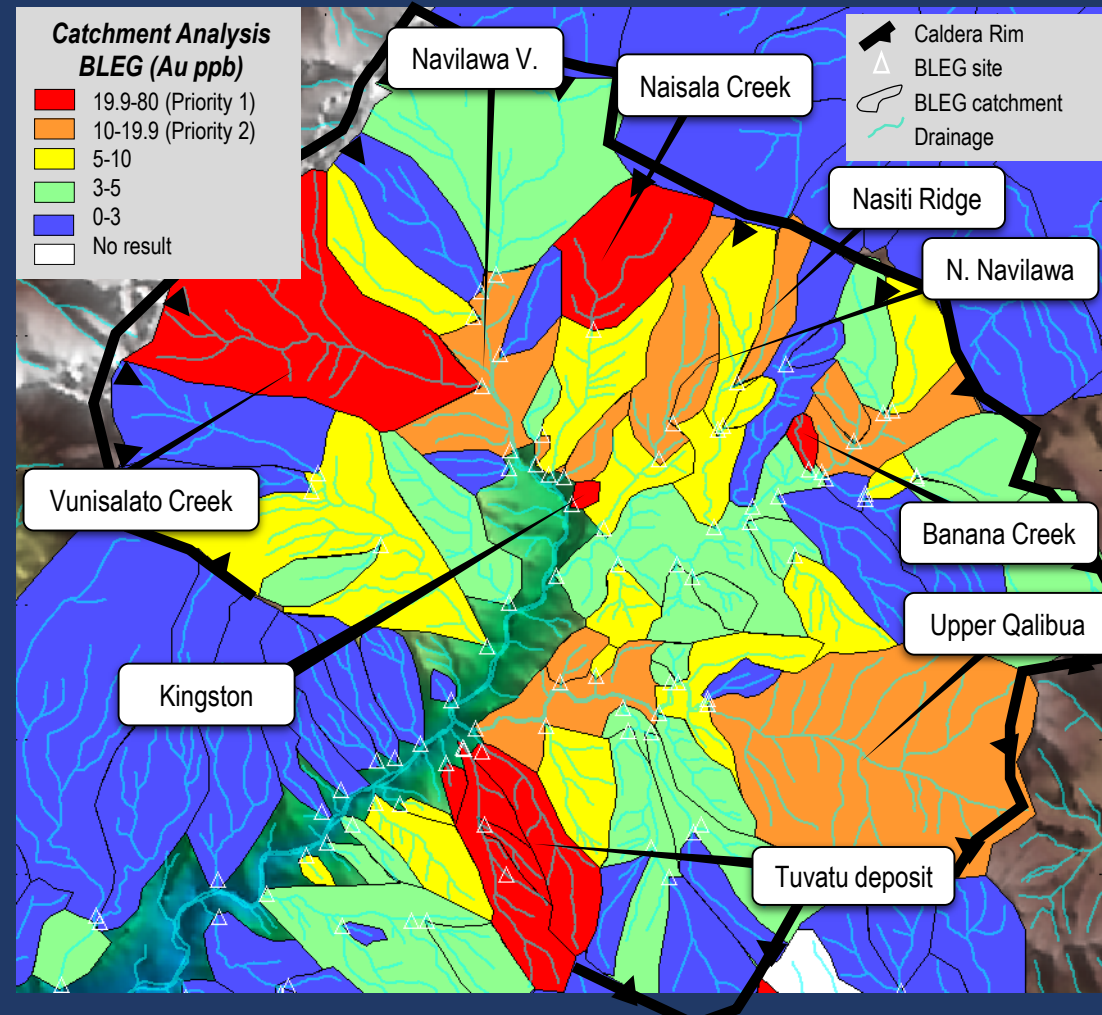 Catchment Analysis
BLEG (Au ppb)
19.9-80 (Priority 1)
10-19.9 (Priority 2)
5-10
3-5
0-3
No result
Caldera Rim
BLEG site
BLEG catchment
Drainage
Navilawa V.
Naisala Creek
Nasiti Ridge
N. Navilawa
Vunisalato Creek
Banana Creek
Upper Qalibua
Kingston
Tuvatu deposit